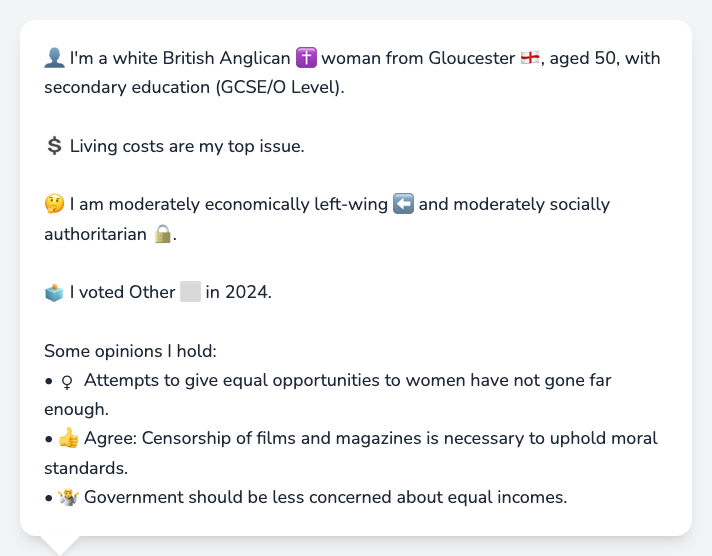 👤 I'm a white British Anglican ✝️ woman from Gloucester 🏴󠁧󠁢󠁥󠁮󠁧󠁿, aged 50, with
secondary education (GCSE/O Level).
💲 Living costs are my top issue.
🤔 I am moderately economically left-wing ⬅️ and moderately socially
authoritarian 🔒.
🗳️ I voted Other ⬜ in 2024.
Some opinions I hold:
• ♀ Attempts to give equal opportunities to women have not gone far
enough.
• 👍 Agree: Censorship of films and magazines is necessary to uphold moral
standards.
• 🤷 Government should be less concerned about equal incomes.